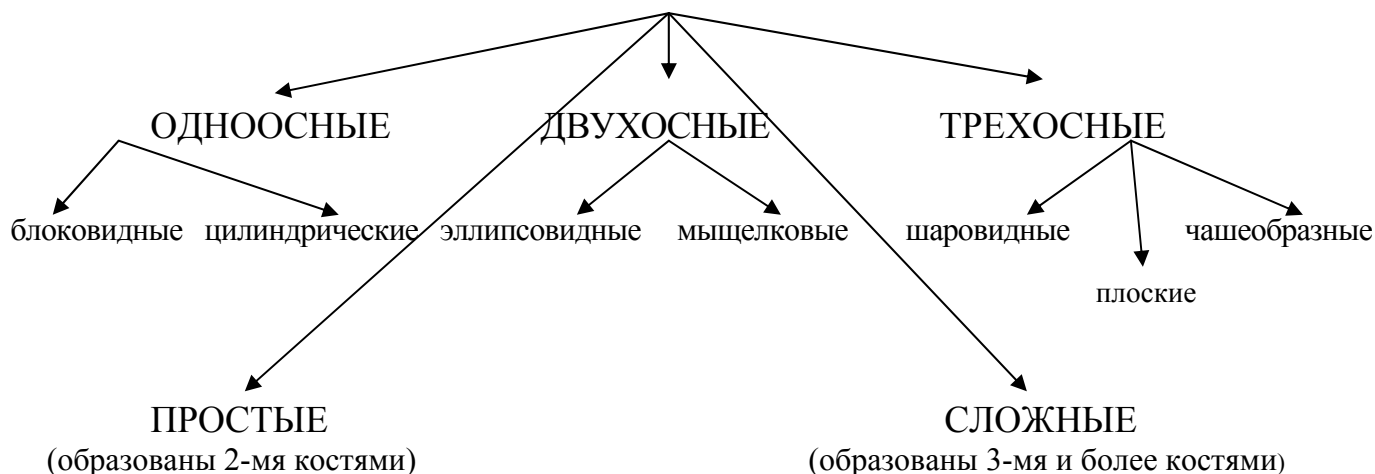 ОДНООСНЫЕ ДВУХОСНЫЕ ТРЕХОСНЫЕ
блоковидные цилиндрические эллипсовидные мыщелковые шаровидные чашеобразные
плоские
ПРОСТЫЕ СЛОЖНЫЕ
(образованы 2-мя костями) (образованы 3-мя и более костями)